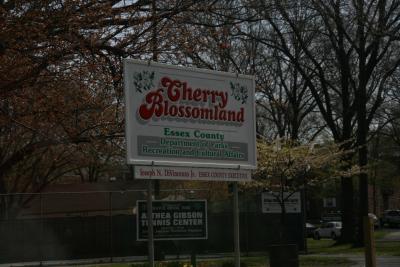 Cherry
Blossomland
Essex County
Department of Parks
Recreation and Cultural Affairs
Joseph N. DiVincenzo Jr. ESSEX COUNTY EXECUTIVE
ALTHEA GIBSON
TENNIS CENTER